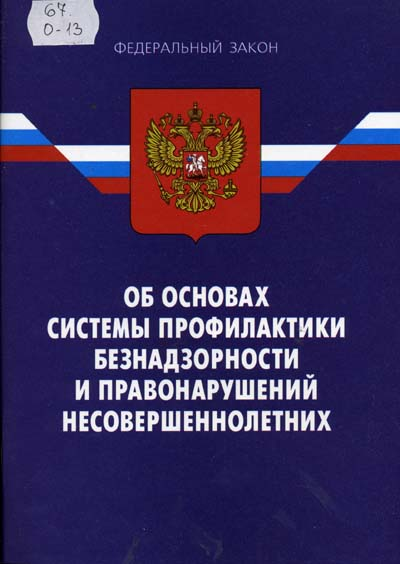 67.
О-13
ФЕДЕРАЛЬНЫЙ ЗАКОН
ОБ ОСНОВАХ
СИСТЕМЫ ПРОФИЛАКТИКИ
БЕЗНАДЗОРНОСТИ
И ПРАВОНАРУШЕНИЙ
НЕСОВЕРШЕННОЛЕТНИХ